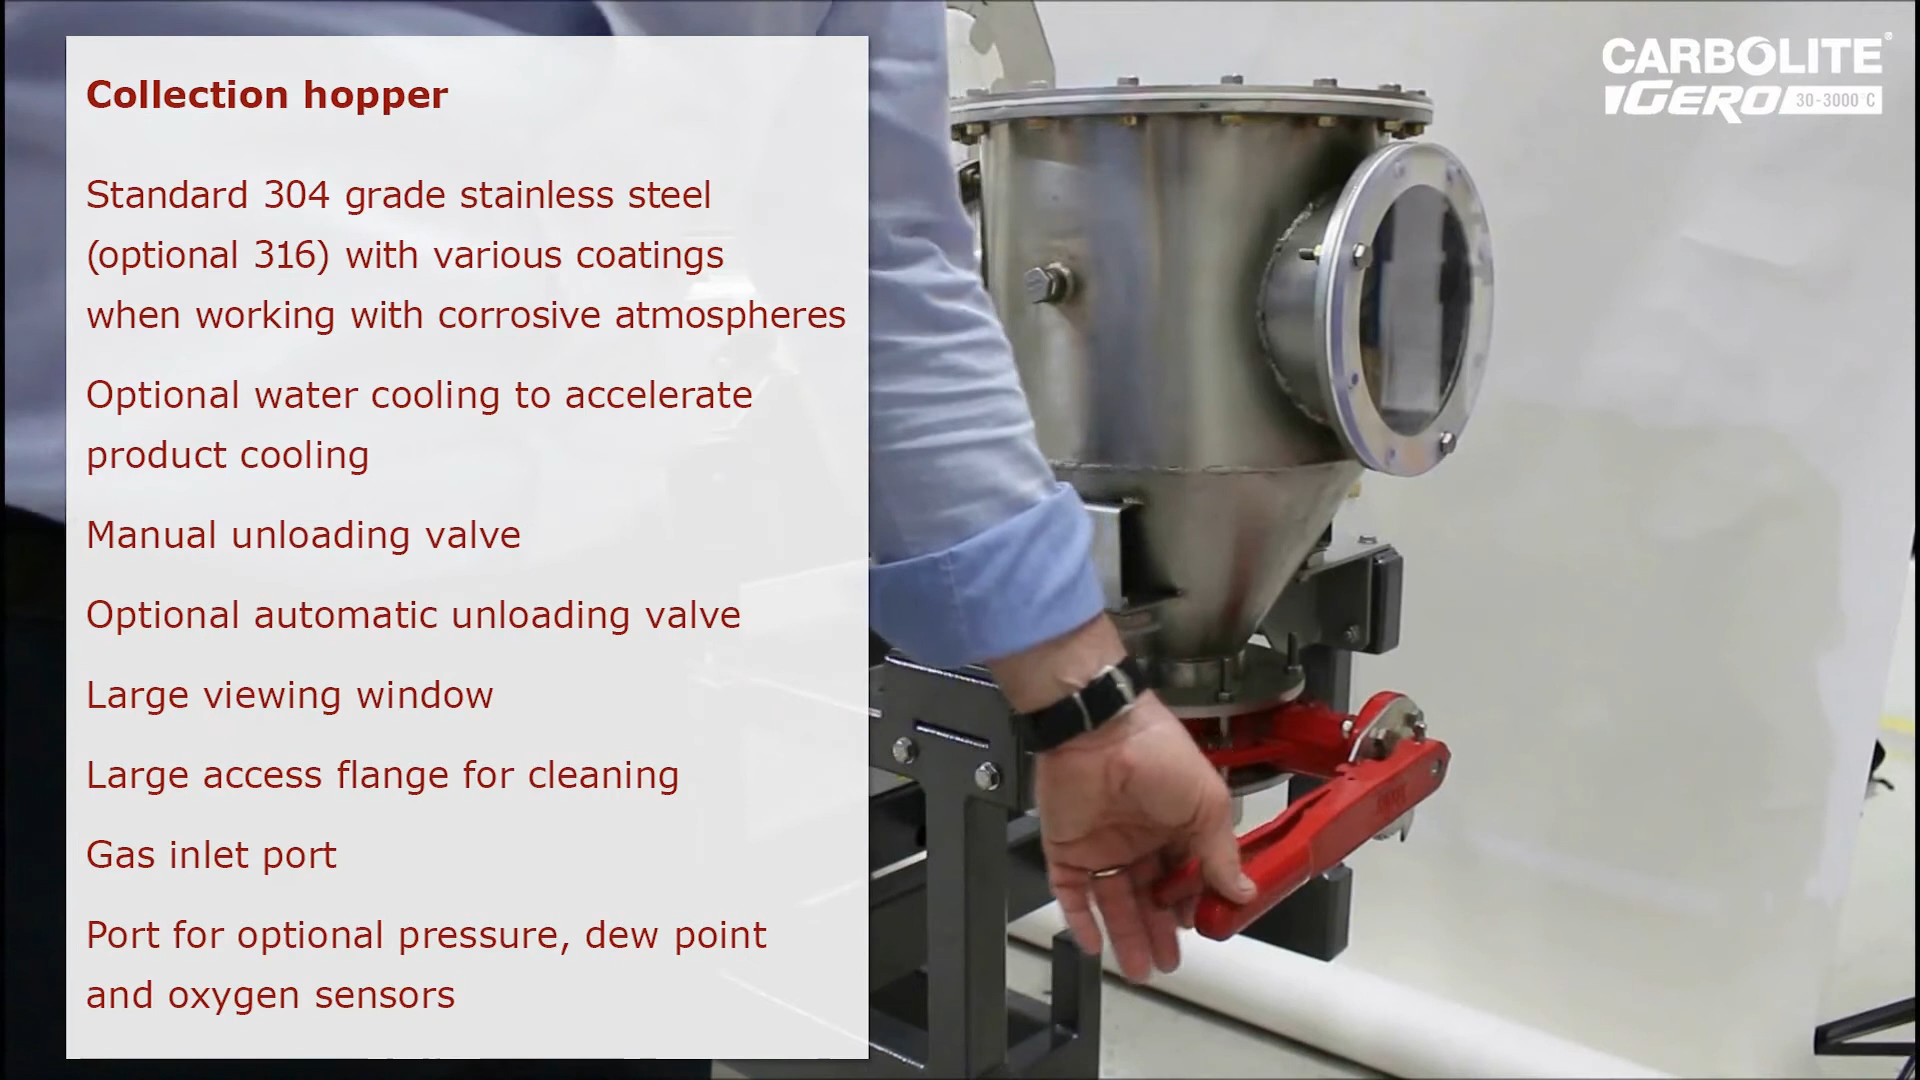 Collection hopper
Standard 304 grade stainless steel
(optional 316) with various coatings
when working with corrosive atmospheres
Optional water cooling to accelerate
product cooling
Manual unloading valve
Optional automatic unloading valve
Large viewing window
Large access flange for cleaning
Gas inlet port
Port for optional pressure, dew point
and oxygen sensors
CARBOLITE®
GERO 30-3000°C